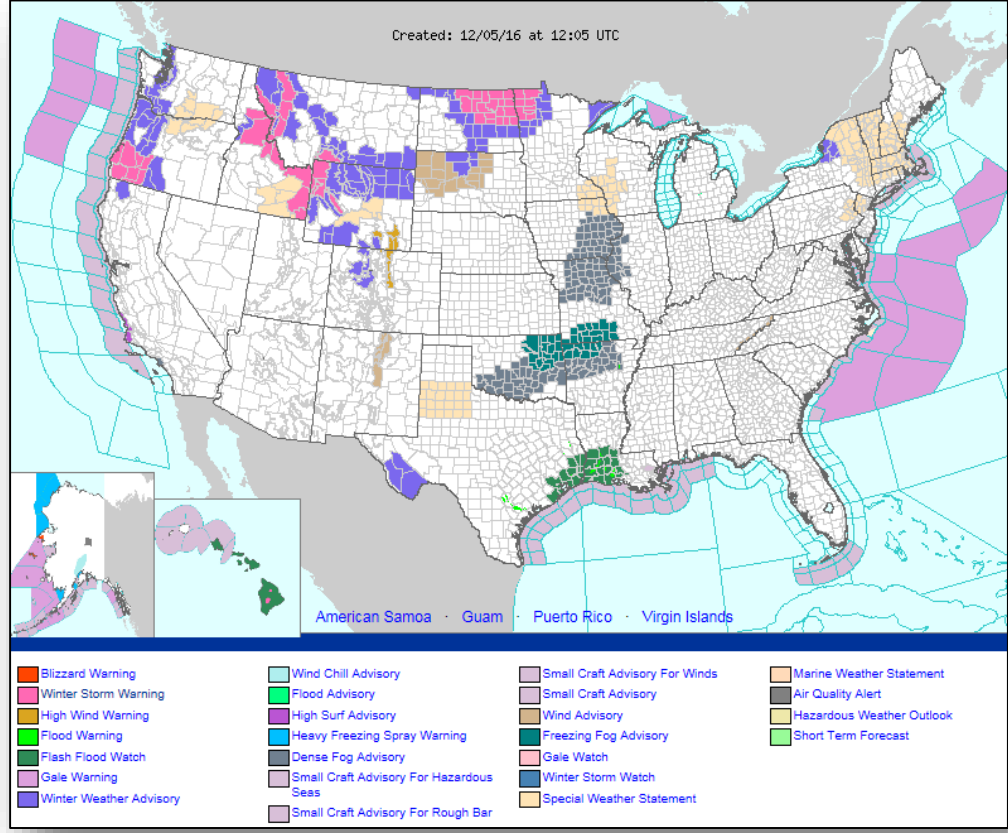 Created: 12/05/16 at 12:05 UTC
American Samoa · Guam · Puerto Rico · Virgin Islands
Blizzard Warning
Winter Storm Warning
High Wind Warning
Flood Warning
Flash Flood Watch
Gale Warning
Winter Weather Advisory
Wind Chill Advisory
Flood Advisory
High Surf Advisory
Heavy Freezing Spray Warning
Dense Fog Advisory
Small Craft Advisory For Hazardous
Seas
Small Craft Advisory For Rough Bar
Small Craft Advisory For Winds
Small Craft Advisory
Wind Advisory
Freezing Fog Advisory
Gale Watch
Winter Storm Watch
Special Weather Statement
Marine Weather Statement
Air Quality Alert
Hazardous Weather Outlook
Short Term Forecast